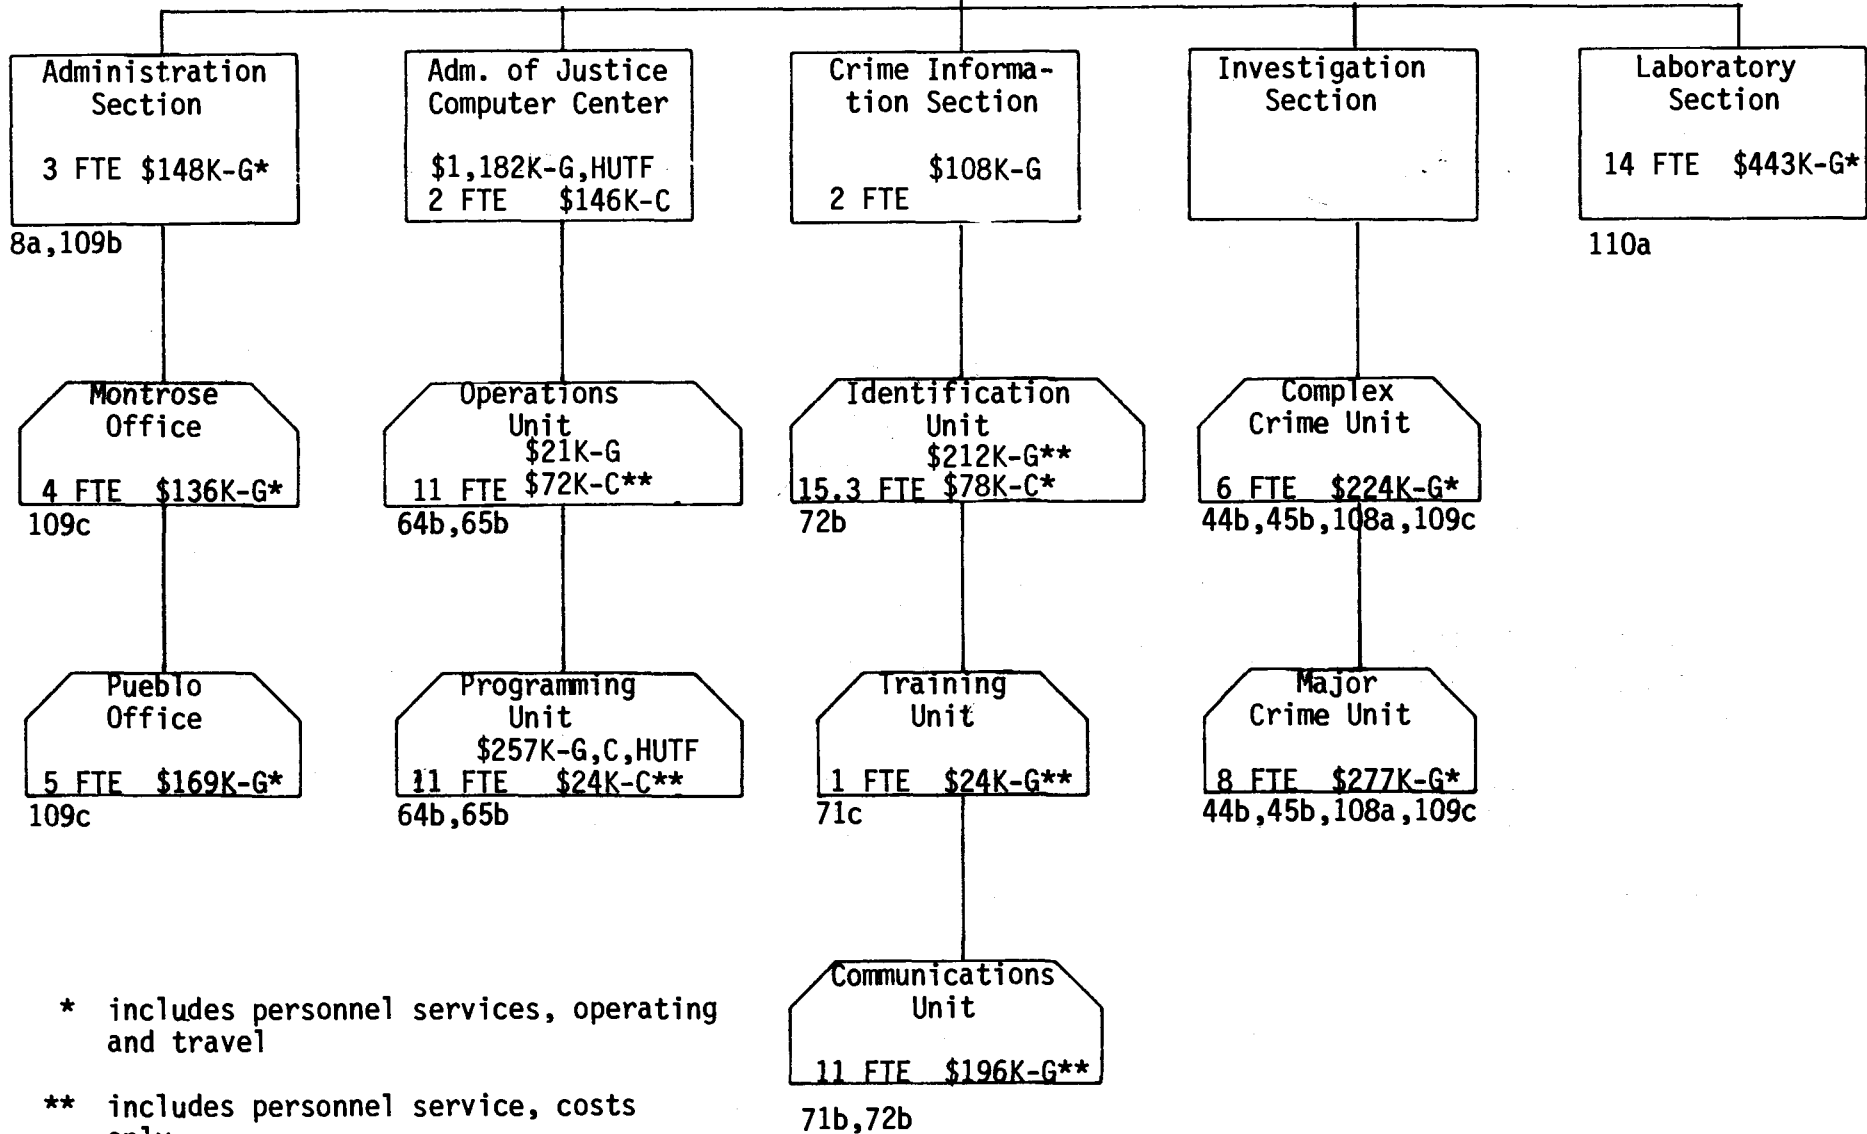 Administration
Section
3 FTE $148K-G*
8a,109b
Adm. of Justice
Computer Center
$1,182K-G,HUTF
2 FTE $146K-C
Crime Informa-
tion Section
$108K-G
2 FTE
Investigation
Section
Laboratory
Section
14 FTE $443K-G*
110a
Montrose
Office
4 FTE $136K-G*
109c
Operations
Unit
$21K-G
11 FTE $72K-C**
64b,65b
Identification
Unit
$212K-G**
15.3 FTE $78K-C*
72b
Complex
Crime Unit
6 FTE $224K-G*
44b,45b,108a,109c
Pueblo
Office
5 FTE $169K-G*
109c
Programming
Unit
$257K-G,C,HUTF
11 FTE $24K-C**
64b,65b
Training
Unit
1 FTE $24K-G**
71c
Major
Crime Unit
8 FTE $277K-G*
44b,45b,108a,109c
Communications
Unit
11 FTE $196K-G**
71b,72b
* includes personnel services, operating
and travel
** includes personnel service, costs